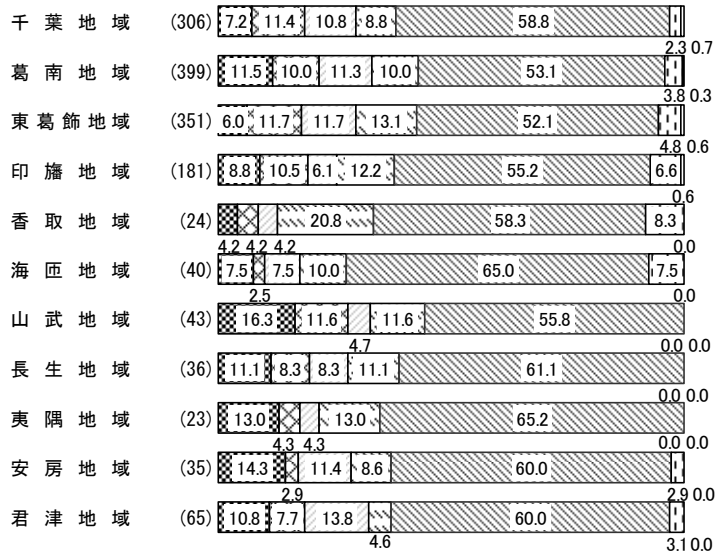 千葉地域 (306) 7.2 11.4 10.8 8.8 58.8
2.3 0.7
葛南地域 (399) 11.5 10.0 11.3 10.0 53.1
3.8 0.3
東葛飾地域 (351) 6.0 11.7 11.7 13.1 52.1
4.8 0.6
印旛地域 (181) 8.8 10.5 6.1 12.2 55.2 6.6
0.6
香取地域 (24) 20.8 58.3 8.3
4.2 4.2 4.2 0.0
海匝地域 (40) 7.5 7.5 10.0 65.0 7.5
2.5 0.0
山武地域 (43) 16.3 11.6 11.6 55.8
4.7 0.0 0.0
長生地域 (36) 11.1 8.3 8.3 11.1 61.1
0.0 0.0
夷隅地域 (23) 13.0 13.0 65.2
4.3 4.3 0.0 0.0
安房地域 (35) 14.3 11.4 8.6 60.0
2.9 2.9 0.0
君津地域 (65) 10.8 7.7 13.8 60.0
4.6 3.1 0.0